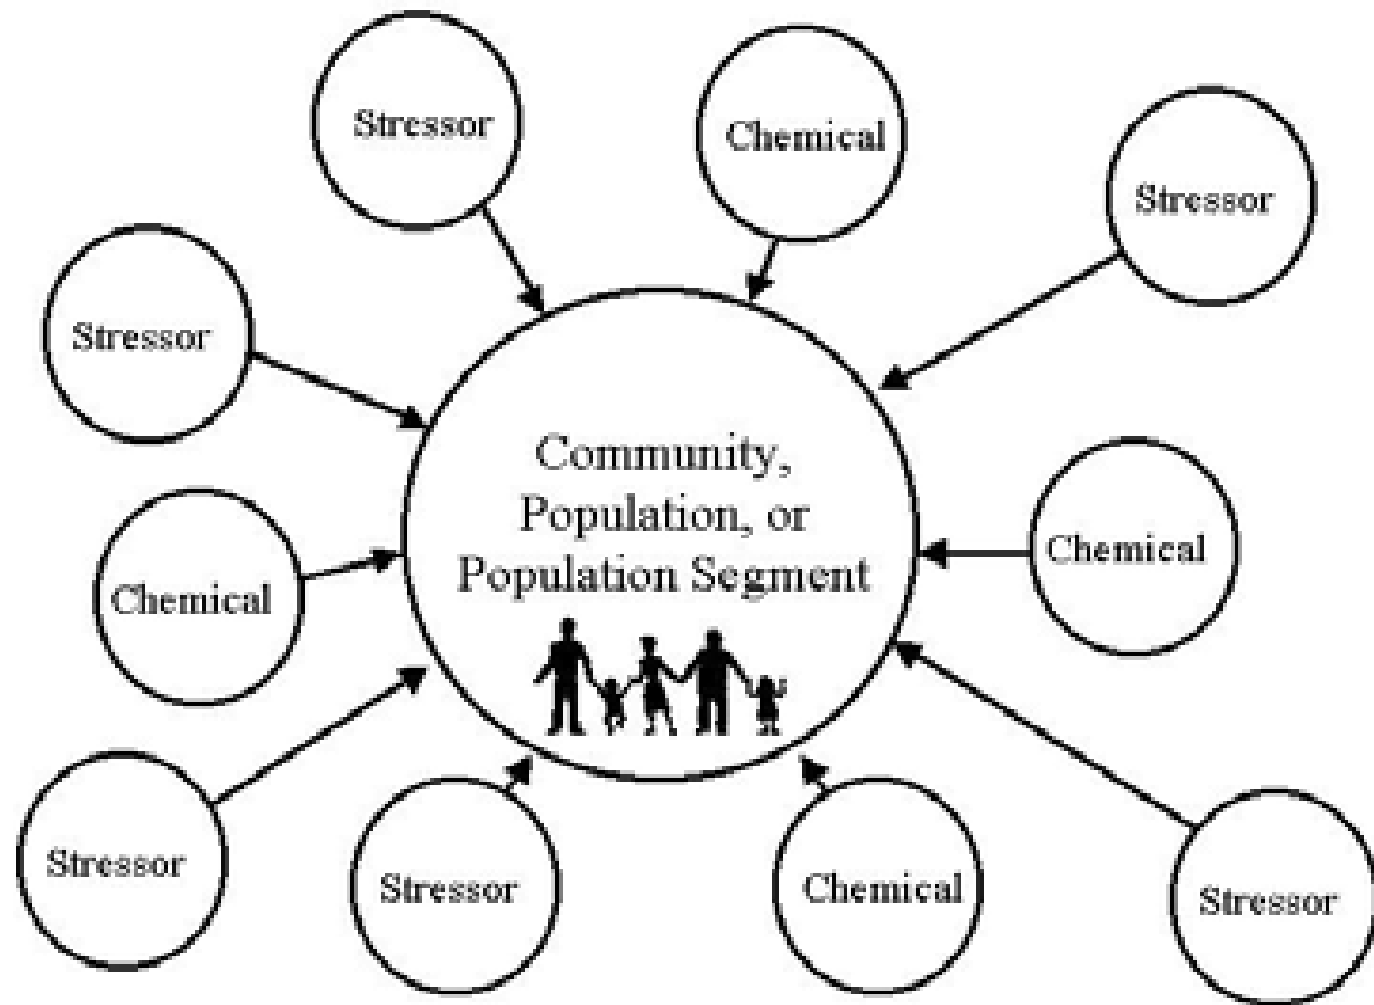 Stressor
Chemical
Stressor
Stressor
Community,
Population, or
Population Segment
Chemical
Chemical
Stressor
Stressor
Chemical
Stressor